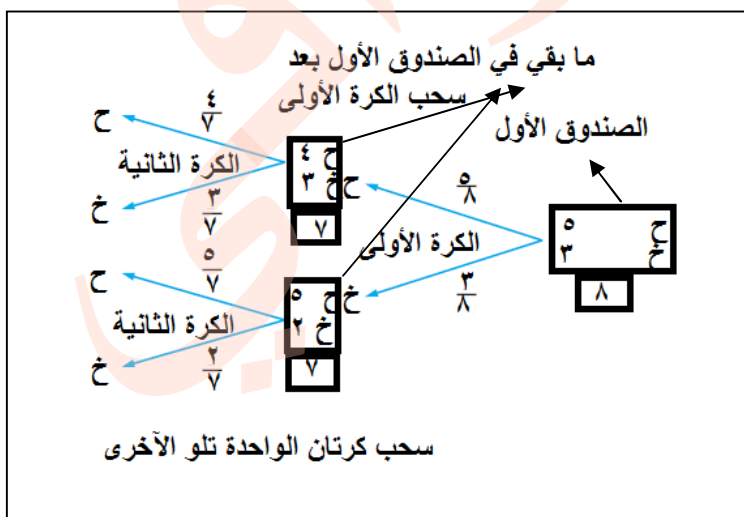 ما بقي في الصندوق الأول بعد
سحب الكرة الأولى
الصندوق الأول
ح ٥
خ ٣
٨
٥/٨
ح
الكرة الأولى
٣/٨
خ
ح ٤
خ ٣
٧
٤/٧
ح
الكرة الثانية
٣/٧
خ
ح ٥
خ ٢
٧
٥/٧
ح
الكرة الثانية
٢/٧
خ
سحب كرتان الواحدة تلو الآخرى